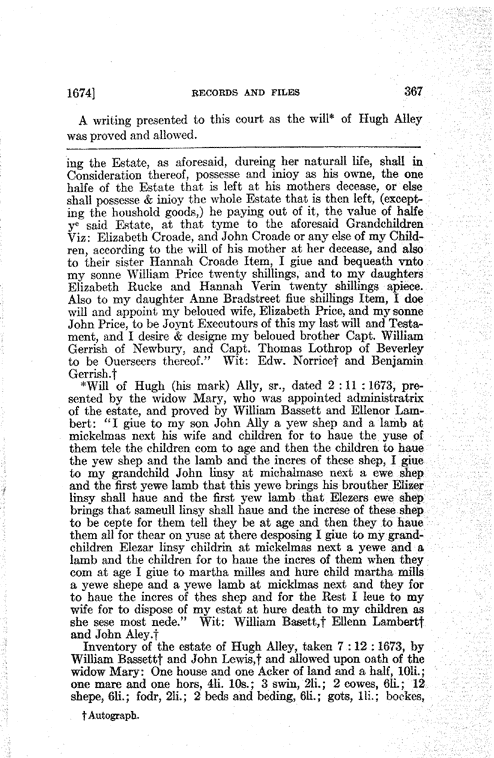 1674] RECORDS AND FILES 367
A writing presented to this court as the will* of Hugh Alley
was proved and allowed.
ing the Estate, as aforesaid, dureing her naturall life, shall in
Consideration thereof, possesse and inioy as his owne, the one
halfe of the Estate that is left at his mothers decease, or else
shall possesse & inioy the whole Estate that is then left, (except-
ing the houshold goods,) he paying out of it, the value of halfe
yᵉ said Estate, at that tyme to the aforesaid Grandchildren
Viz: Elizabeth Croade, and John Croade or any else of my Child-
ren, according to the will of his mother at her decease, and also
to their sister Hannah Croade Item, I giue and bequeath vnto
my sonne William Price twenty shillings, and to my daughters
Elizabeth Rucke and Hannah Verin twenty shillings apiece.
Also to my daughter Anne Bradstreet fiue shillings Item, I doe
will and appoint my beloued wife, Elizabeth Price, and my sonne
John Price, to be Joynt Executours of this my last will and Testa-
ment, and I desire & designe my beloued brother Capt. William
Gerrish of Newbury, and Capt. Thomas Lothrop of Beverley
to be Ouerseers thereof." Wit: Edw. Norrice† and Benjamin
Gerrish.†
*Will of Hugh (his mark) Ally, sr., dated 2 : 11 : 1673, pre-
sented by the widow Mary, who was appointed administratrix
of the estate, and proved by William Bassett and Ellenor Lam-
bert: "I giue to my son John Ally a yew shep and a lamb at
mickelmas next his wife and children for to haue the yuse of
them tele the children com to age and then the children to haue
the yew shep and the lamb and the incres of these shep, I giue
to my grandchild John linsy at michalmase next a ewe shep
and the first yewe lamb that this yewe brings his brouther Elizer
linsy shall haue and the first yew lamb that Elezers ewe shep
brings that sameull linsy shall haue and the increse of these shep
to be cepte for them tell they be at age and then they to haue
them all for thear on yuse at there desposing I giue to my grand-
children Elezar linsy childrin at mickelmas next a yewe and a
lamb and the children for to haue the incres of them when they
com at age I giue to martha milles and hure child martha mills
a yewe shepe and a yewe lamb at micklmas next and they for
to haue the incres of thes shep and for the Rest I leue to my
wife for to dispose of my estat at hure death to my children as
she sese most nede." Wit: William Basett,† Ellenn Lambert†
and John Aley.†
Inventory of the estate of Hugh Alley, taken 7 : 12 : 1673, by
William Bassett† and John Lewis,† and allowed upon oath of the
widow Mary: One house and one Acker of land and a half, 10li.;
one mare and one hors, 4li. 10s.; 3 swin, 2li.; 2 cowes, 6li.; 12
shepe, 6li.; fodr, 2li.; 2 beds and beding, 6li.; gots, 1li.; bockes,
† Autograph.